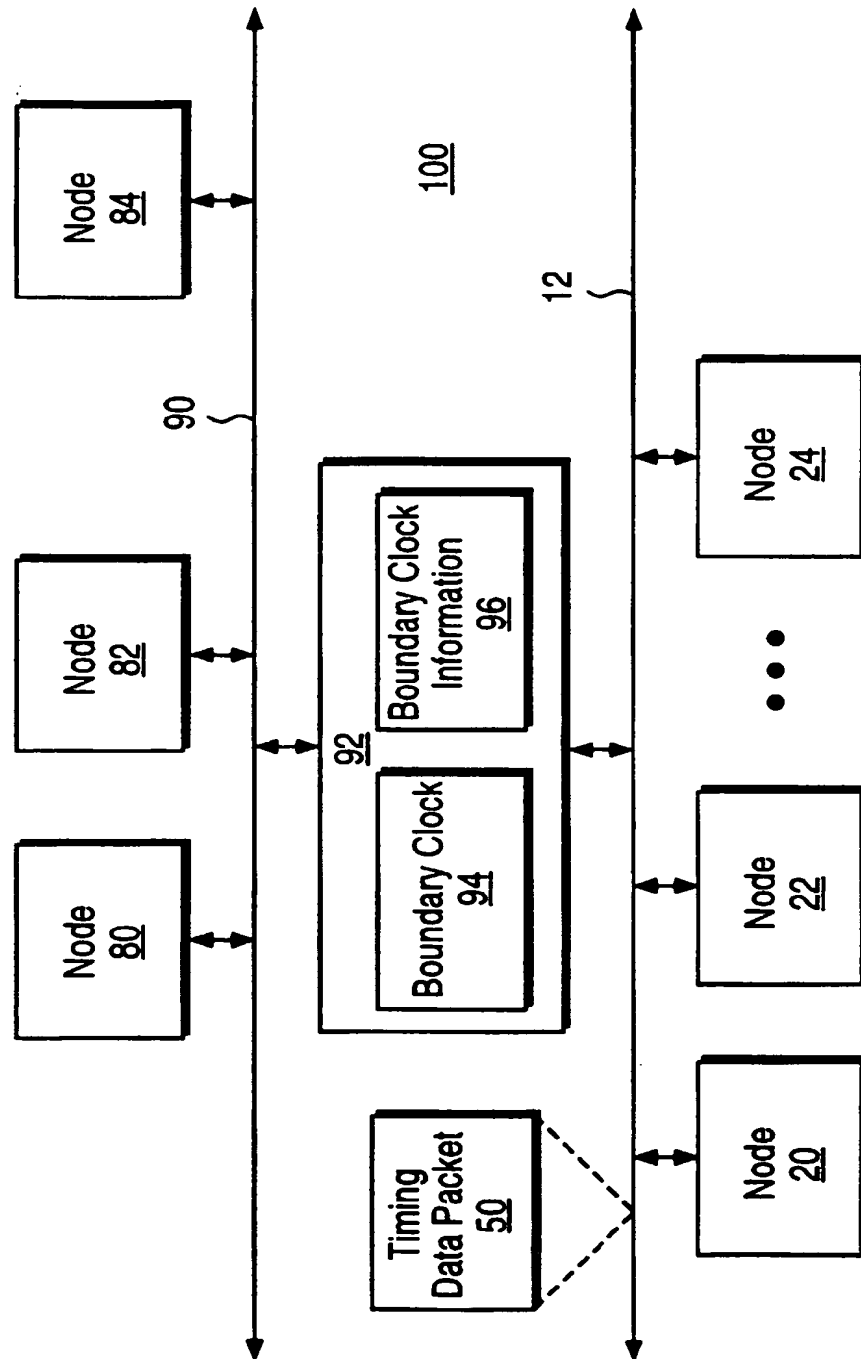 Node
80
Node
82
Node
84
90
92
Boundary Clock
94
Boundary Clock
Information
96
100
Timing
Data Packet
50
12
Node
20
Node
22
Node
24